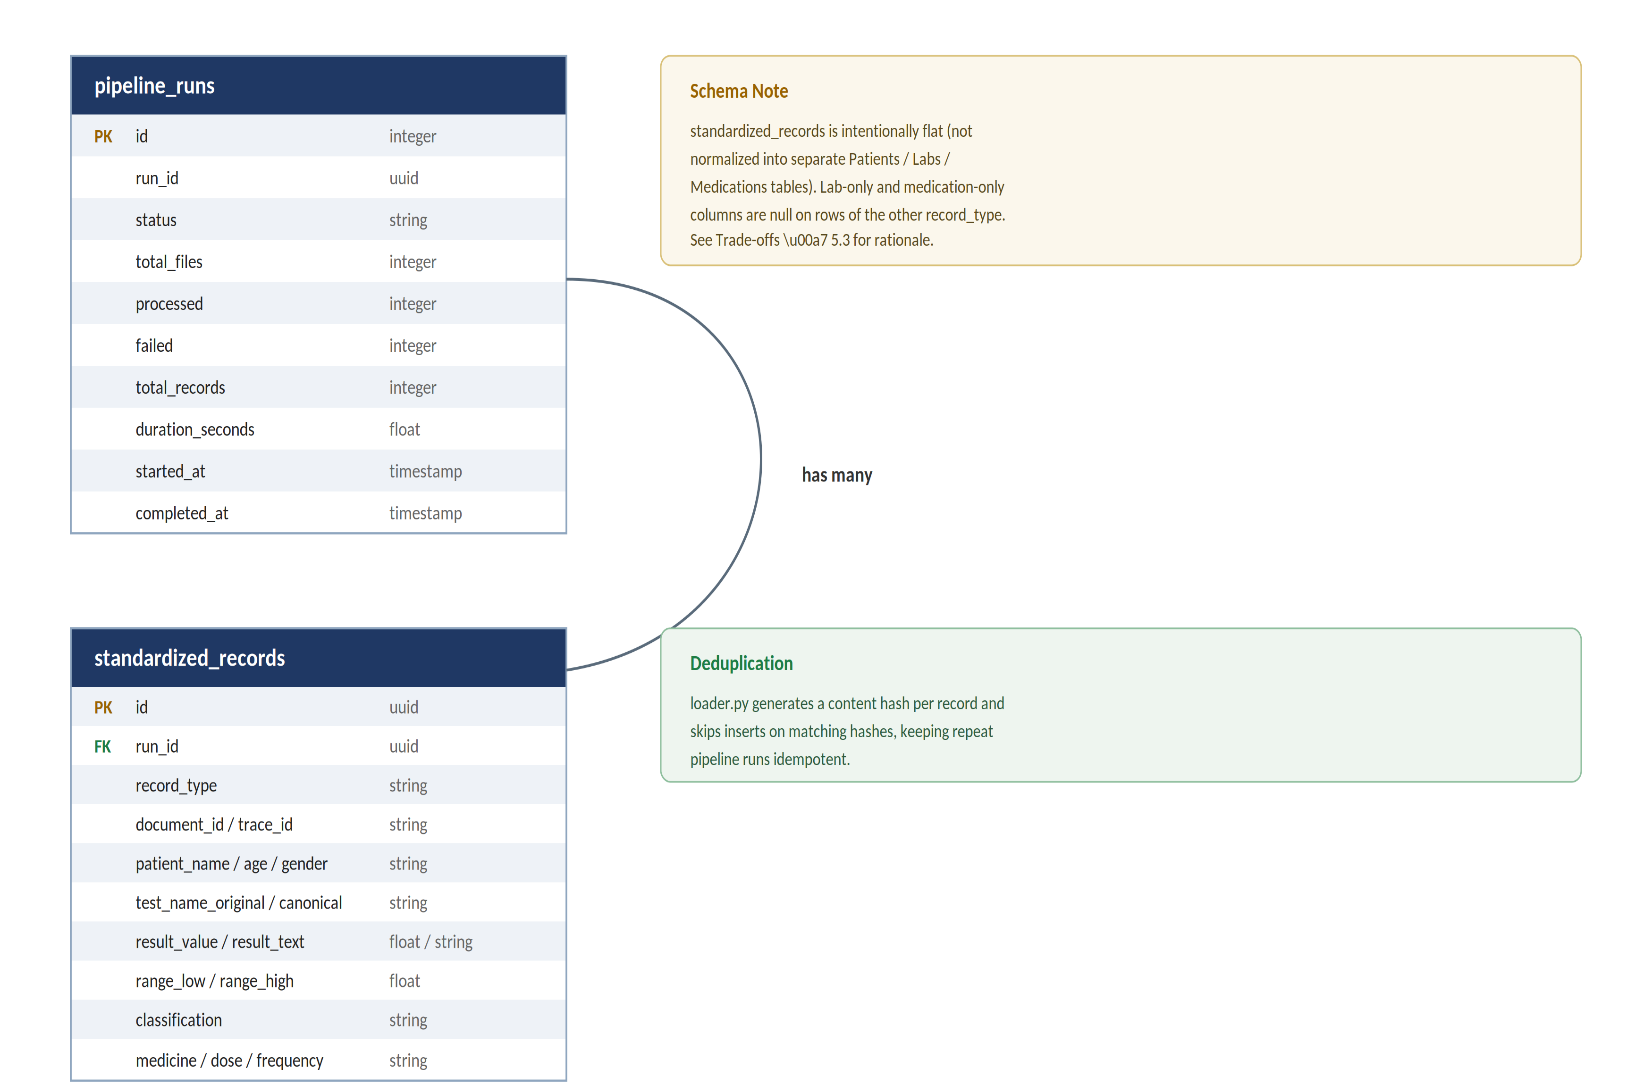 pipeline_runs
PK id integer
run_id uuid
status string
total_files integer
processed integer
failed integer
total_records integer
duration_seconds float
started_at timestamp
completed_at timestamp
Schema Note
standardized_records is intentionally flat (not
normalized into separate Patients / Labs /
Medications tables). Lab-only and medication-only
columns are null on rows of the other record_type.
See Trade-offs \u00a7 5.3 for rationale.
has many
standardized_records
PK id uuid
FK run_id uuid
record_type string
document_id / trace_id string
patient_name / age / gender string
test_name_original / canonical string
result_value / result_text float / string
range_low / range_high float
classification string
medicine / dose / frequency string
Deduplication
loader.py generates a content hash per record and
skips inserts on matching hashes, keeping repeat
pipeline runs idempotent.